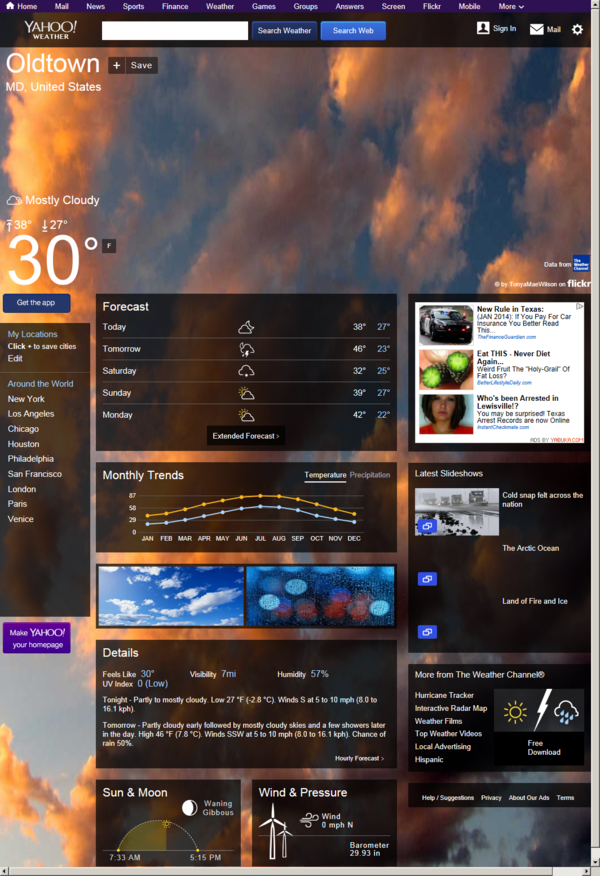 Home Mail News Sports Finance Weather Games Groups Answers Screen Flickr Mobile More
YAHOO! WEATHER
Search Weather
Search Web
Sign In
Mail
Oldtown
+ Save
MD, United States
Mostly Cloudy
38° 27°
30° F
Data from The Weather Channel
© by TonyaMaeWilson on flickr
Get the app
My Locations
Click + to save cities
Edit
Around the World
New York
Los Angeles
Chicago
Houston
Philadelphia
San Francisco
London
Paris
Venice
Make YAHOO!
your homepage
Forecast
Today 38° 27°
Tomorrow 46° 23°
Saturday 32° 25°
Sunday 39° 27°
Monday 42° 22°
Extended Forecast >
Monthly Trends
Temperature Precipitation
87
58
29
0
JAN FEB MAR APR MAY JUN JUL AUG SEP OCT NOV DEC
Details
Feels Like 30° Visibility 7mi Humidity 57%
UV Index 0 (Low)
Tonight - Partly to mostly cloudy. Low 27 °F (-2.8 °C). Winds S at 5 to 10 mph (8.0 to
16.1 kph).
Tomorrow - Partly cloudy early followed by mostly cloudy skies and a few showers later
in the day. High 46 °F (7.8 °C). Winds SSW at 5 to 10 mph (8.0 to 16.1 kph). Chance of
rain 50%.
Hourly Forecast >
Sun & Moon
Waning
Gibbous
7:33 AM 5:15 PM
Wind & Pressure
Wind
0 mph N
Barometer
29.93 in
New Rule in Texas:
(JAN 2014): If You Pay For Car
Insurance You Better Read
This...
TheFinanceGuardian.com
Eat THIS - Never Diet
Again...
Weird Fruit The "Holy-Grail" Of
Fat Loss?
BetterLifestyleDaily.com
Who's been Arrested in
Lewisville!?
You may be surprised! Texas
Arrest Records are now Online
InstantCheckmate.com
ADS BY YABUKA.COM
Latest Slideshows
Cold snap felt across the
nation
The Arctic Ocean
Land of Fire and Ice
More from The Weather Channel®
Hurricane Tracker
Interactive Radar Map
Weather Films
Top Weather Videos
Local Advertising
Hispanic
Free
Download
Help / Suggestions Privacy About Our Ads Terms